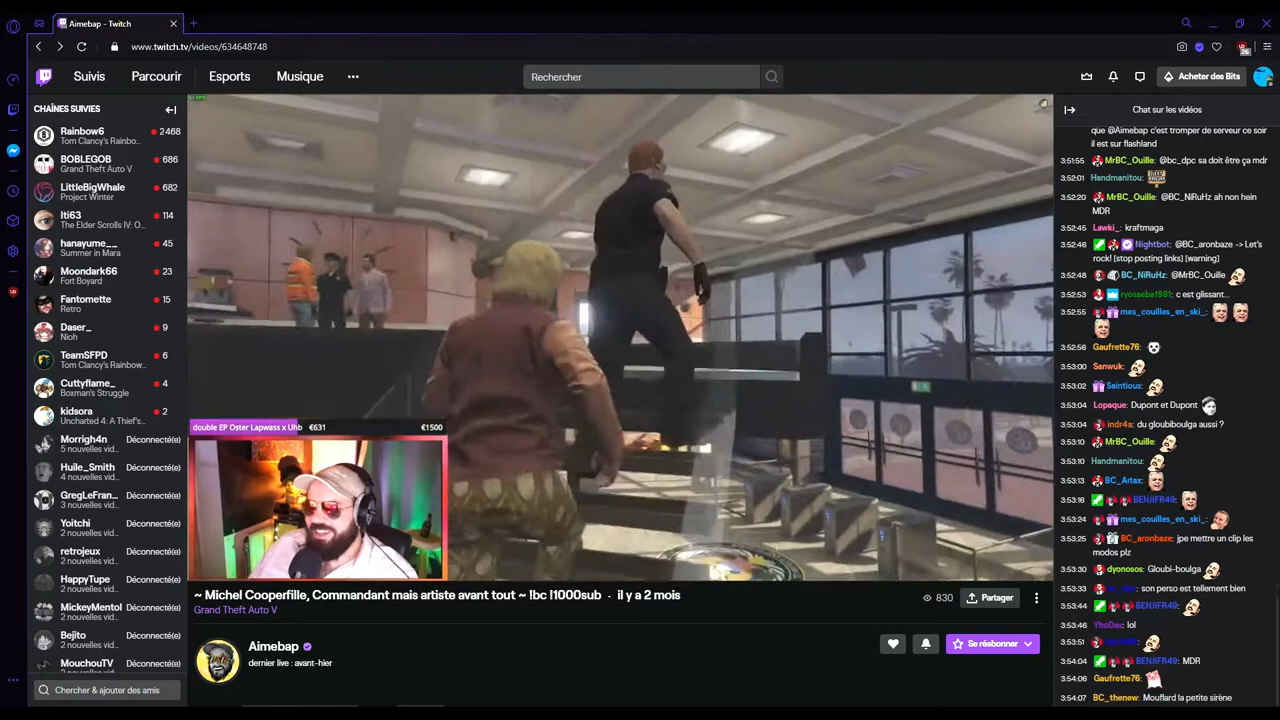 Aimebap - Twitch
www.twitch.tv/videos/634648748
26
Suivis
Parcourir
Esports
Musique
Rechercher
Acheter des Bits
CHAÎNES SUIVIES
Rainbow6
2468
Tom Clancy's Rainbo...
BOBLEGOB
686
Grand Theft Auto V
LittleBigWhale
682
Project Winter
Iti63
114
The Elder Scrolls IV: O...
hanayume__
45
Summer in Mara
Moondark66
23
Fort Boyard
Fantomette
15
Retro
Daser_
9
Nioh
TeamSFPD
6
Tom Clancy's Rainbow...
Cuttyflame_
4
Boxman's Struggle
kidsora
2
Uncharted 4: A Thief's...
Morrigh4n
Déconnecté(e)
Huile_Smith
Déconnecté(e)
4 nouvelles vid...
GregLeFran...
Déconnecté(e)
5 nouvelles vid...
Yoitchi
Déconnecté(e)
2 nouvelles vid...
retrojeux
Déconnecté(e)
2 nouvelles vid...
HappyTupe
Déconnecté(e)
2 nouvelles vid...
MickeyMentol
Déconnecté(e)
2 nouvelles vid...
Bejito
Déconnecté(e)
2 nouvelles vid...
MouchouTV
Déconnecté(e)
Chercher & ajouter des amis
double EP Oster Lapwass x Uhb
€631
€1500
~ Michel Cooperfille, Commandant mais artiste avant tout ~ !bc !1000sub · il y a 2 mois
Grand Theft Auto V
830
Partager
Aimebap
dernier live : avant-hier
Se réabonner
Chat sur les vidéos
que @Aimebap c'est tromper de serveur ce soir
il est sur flashland
3:51:55 MrBC_Ouille: @bc_dpc sa doit être ça mdr
3:52:01 Handmanitou:
3:52:20 MrBC_Ouille: @BC_NiRuHz ah non hein
MDR
3:52:45 Lawki_: kraftmaga
3:52:46 Nightbot: @BC_aronbaze -> Let's
rock! [stop posting links] [warning]
3:52:48 BC_NiRuHz: @MrBC_Ouille
3:52:53 ryosaeba1981: c est glissant...
3:52:55 mes_couilles_en_ski_:
3:52:56 Gaufrette76:
3:53:00 Sanwuk:
3:53:02 Saintious:
3:53:04 Lopaque: Dupont et Dupont
3:53:04 indr4a: du glouliboulga aussi ?
3:53:10 MrBC_Ouille:
3:53:10 Handmanitou:
3:53:13 BC_Artax:
3:53:16 BENJIFR49:
3:53:24 mes_couilles_en_ski_:
3:53:25 BC_aronbaze: jpe mettre un clip les
modos plz
3:53:30 dyonosos: Gloubi-boulga
3:53:33 son perso est tellement bien
3:53:44 BENJIFR49:
3:53:46 YhoDas: lol
3:53:51
3:54:04 BENJIFR49: MDR
3:54:06 Gaufrette76:
3:54:07 BC_thenew: Mouflard la petite sirène